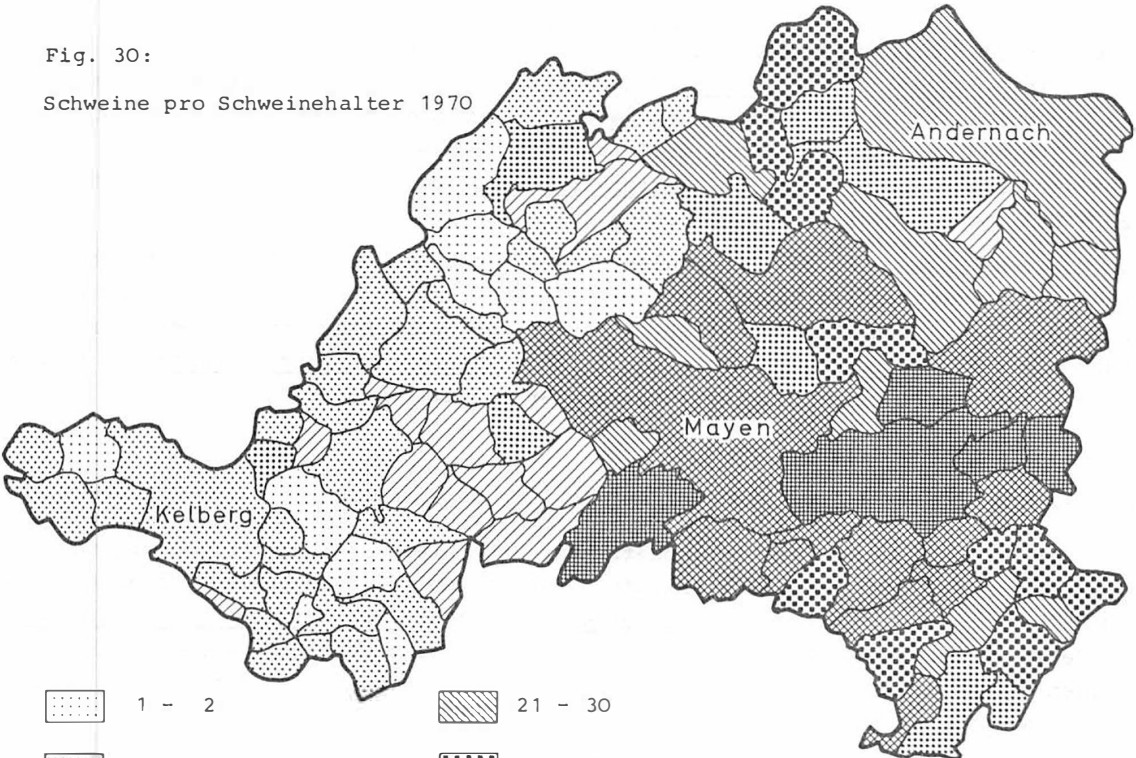 Fig. 30:
Schweine pro Schweinehalter 1970
Andernach
Mayen
Kelberg
1 - 2
21 - 30